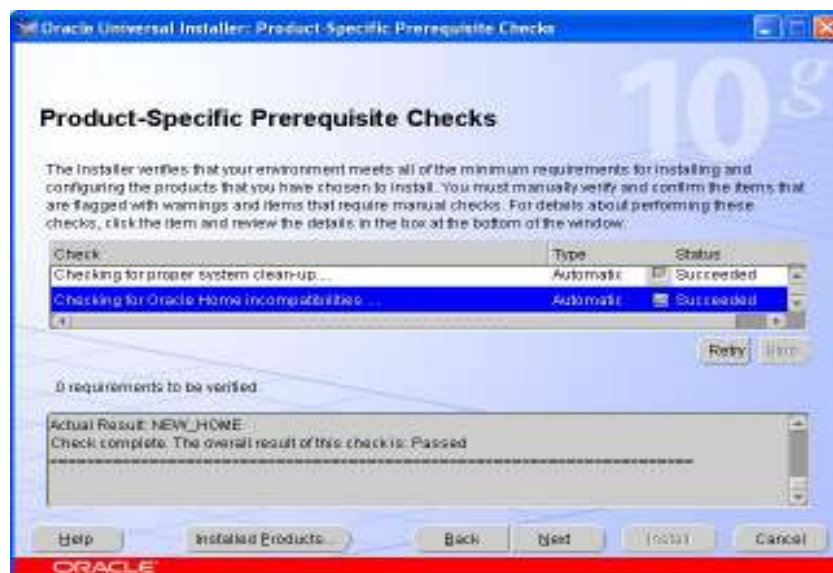 Oracle Universal Installer: Product-Specific Prerequisite Checks
10g
Product-Specific Prerequisite Checks
The Installer verifies that your environment meets all of the minimum requirements for installing and
configuring the products that you have chosen to install. You must manually verify and confirm the items that
are flagged with warnings and items that require manual checks. For details about performing these
checks, click the item and review the details in the box at the bottom of the window.
Check Type Status
Checking for proper system clean-up.... Automatic Succeeded
Checking for Oracle Home incompatibilities .... Automatic Succeeded
Retry Stop
0 requirements to be verified.
Actual Result: NEW_HOME
Check complete. The overall result of this check is: Passed
Help Installed Products... Back Next Install Cancel
ORACLE